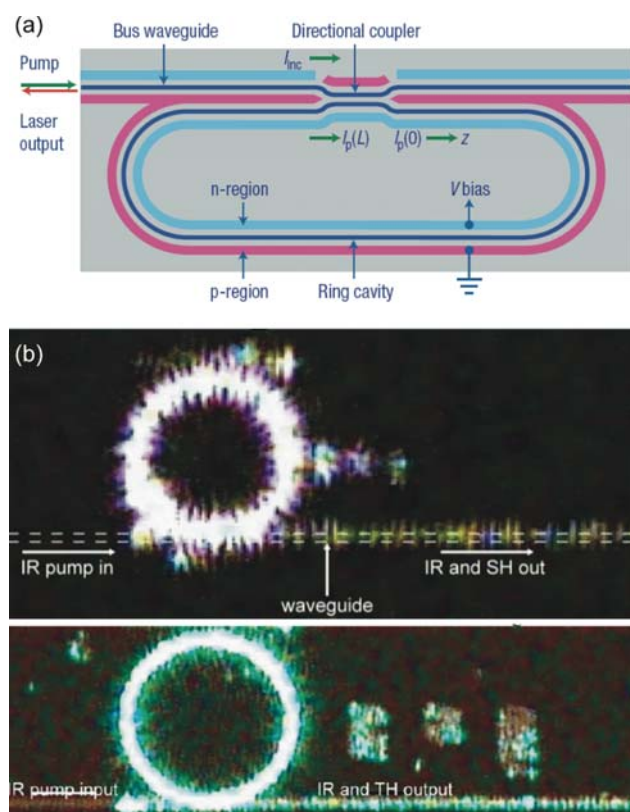 (a)
Bus waveguide
Directional coupler
I_inc
Pump
Laser
output
I_p(L)
I_p(0)
z
n-region
V bias
p-region
Ring cavity
(b)
IR pump in
IR and SH out
waveguide
IR pump input
IR and TH output